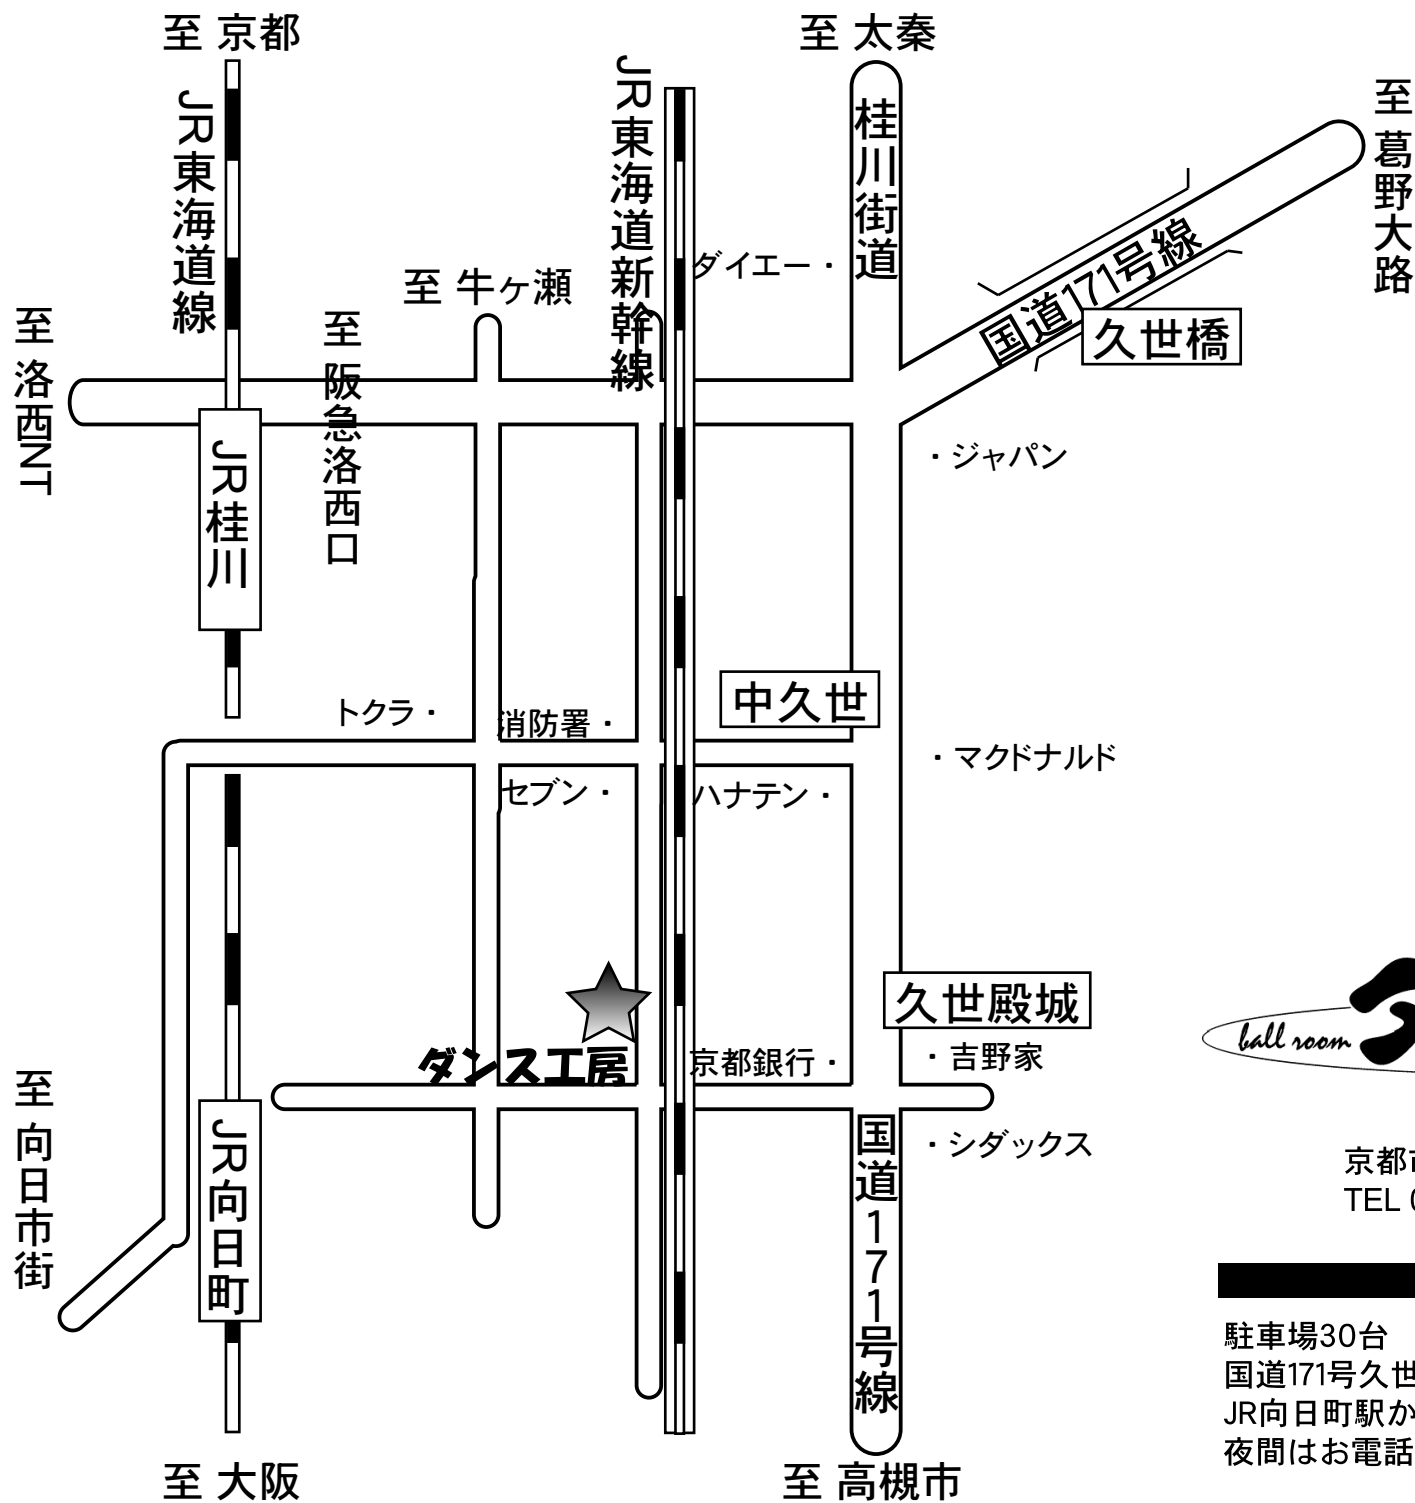 至 京都
至 太秦
JR東海道線
JR東海道新幹線
桂川街道
至 葛野大路
ダイエー・
国道171号線
至 牛ヶ瀬
久世橋
至 洛西NT
至 阪急洛西口
・ジャパン
JR桂川
中久世
トクラ・
消防署・
・マクドナルド
セブン・
ハナテン・
久世殿城
ball room
ダンス工房
京都銀行・
・吉野家
至 向日市街
JR向日町
国道171号線
・シダックス
京都
TEL
駐車場30台
国道171号久世
JR向日町駅か
夜間はお電話
至 大阪
至 高槻市